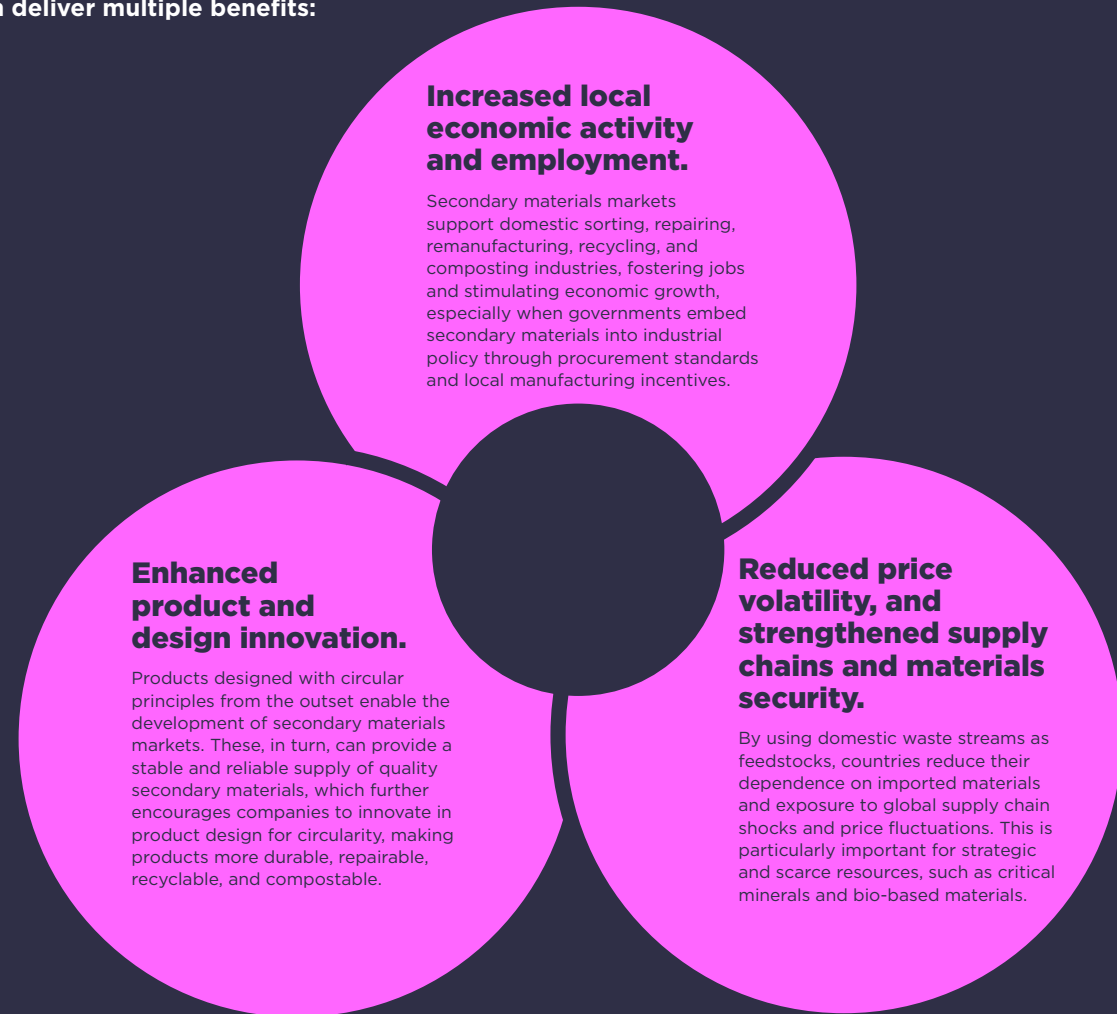 deliver multiple benefits:
Increased local
economic activity
and employment.
Secondary materials markets
support domestic sorting, repairing,
remanufacturing, recycling, and
composting industries, fostering jobs
and stimulating economic growth,
especially when governments embed
secondary materials into industrial
policy through procurement standards
and local manufacturing incentives.
Enhanced
product and
design innovation.
Products designed with circular
principles from the outset enable the
development of secondary materials
markets. These, in turn, can provide a
stable and reliable supply of quality
secondary materials, which further
encourages companies to innovate in
product design for circularity, making
products more durable, repairable,
recyclable, and compostable.
Reduced price
volatility, and
strengthened supply
chains and materials
security.
By using domestic waste streams as
feedstocks, countries reduce their
dependence on imported materials
and exposure to global supply chain
shocks and price fluctuations. This is
particularly important for strategic
and scarce resources, such as critical
minerals and bio-based materials.